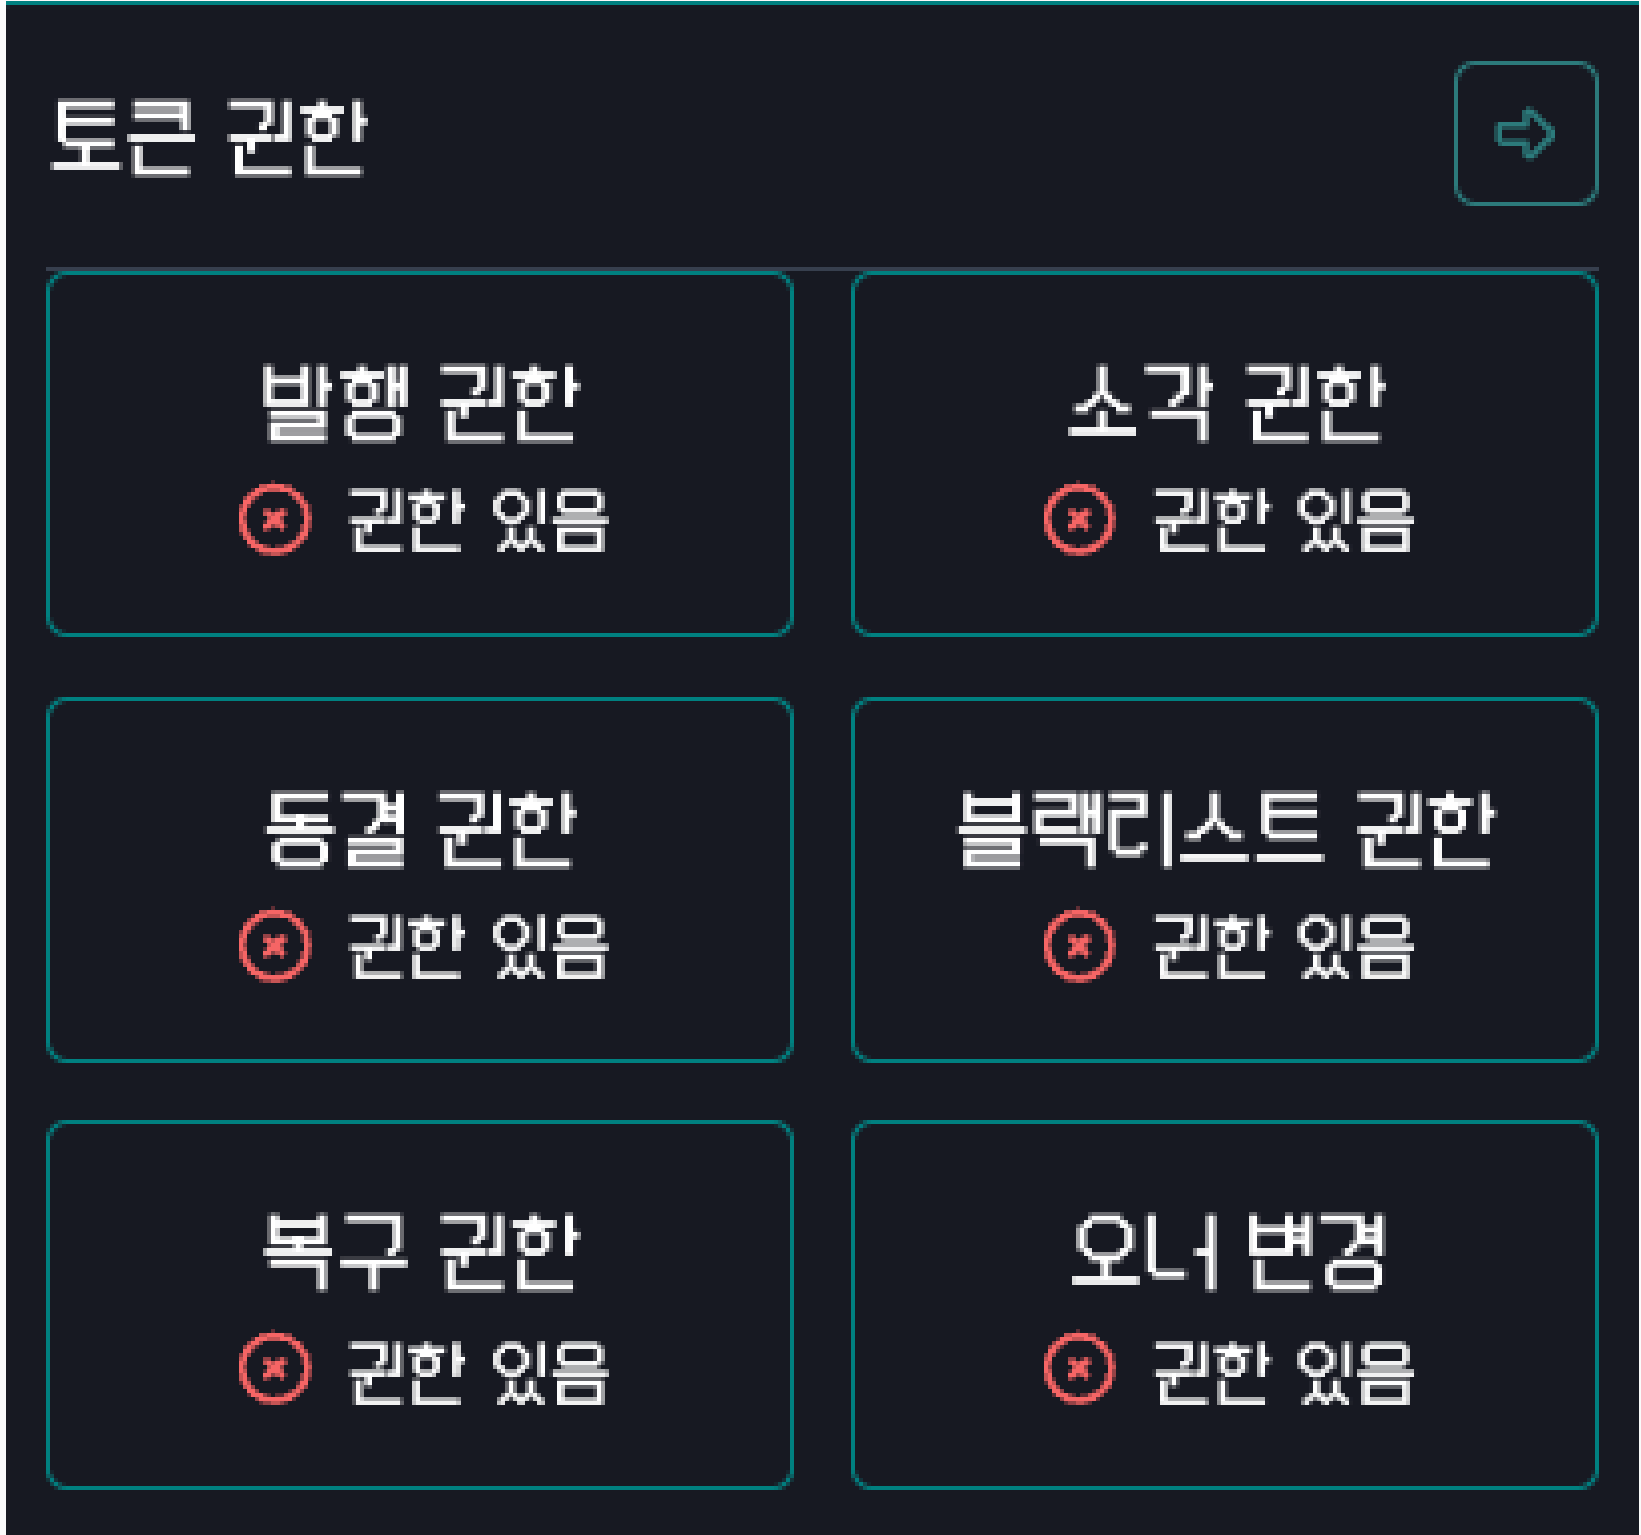 토큰 권한
발행 권한
권한 있음
소각 권한
권한 있음
동결 권한
권한 있음
블랙리스트 권한
권한 있음
복구 권한
권한 있음
오너 변경
권한 있음